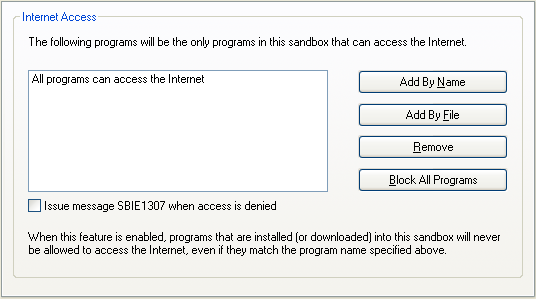 Internet Access
The following programs will be the only programs in this sandbox that can access the Internet.
All programs can access the Internet
Add By Name
Add By File
Remove
Block All Programs
Issue message SBIE1307 when access is denied
When this feature is enabled, programs that are installed (or downloaded) into this sandbox will never
be allowed to access the Internet, even if they match the program name specified above.